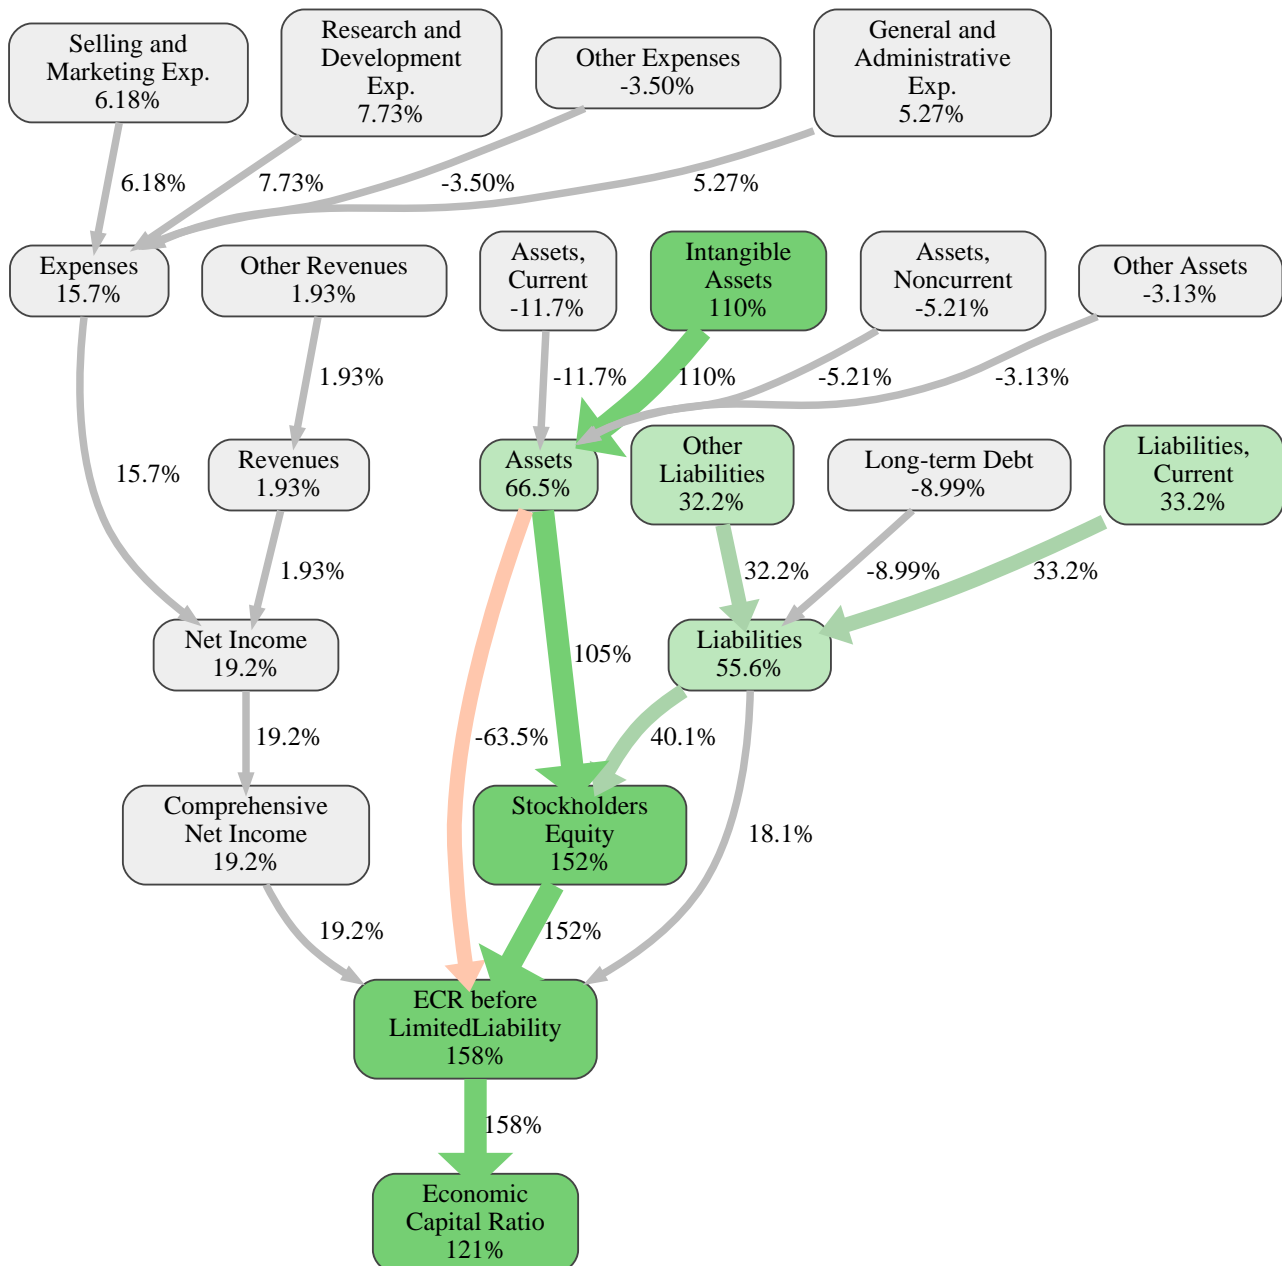 Selling and
Marketing Exp.
6.18%
Research and
Development
Exp.
7.73%
Other Expenses
-3.50%
General and
Administrative
Exp.
5.27%
6.18%
7.73%
-3.50%
5.27%
Expenses
15.7%
Other Revenues
1.93%
Assets,
Current
-11.7%
Intangible
Assets
110%
Assets,
Noncurrent
-5.21%
Other Assets
-3.13%
1.93%
-11.7%
110%
-5.21%
-3.13%
15.7%
Revenues
1.93%
Assets
66.5%
Other
Liabilities
32.2%
Long-term Debt
-8.99%
Liabilities,
Current
33.2%
1.93%
32.2%
-8.99%
33.2%
Net Income
19.2%
105%
Liabilities
55.6%
19.2%
-63.5%
40.1%
Comprehensive
Net Income
19.2%
Stockholders
Equity
152%
18.1%
19.2%
152%
ECR before
LimitedLiability
158%
158%
Economic
Capital Ratio
121%